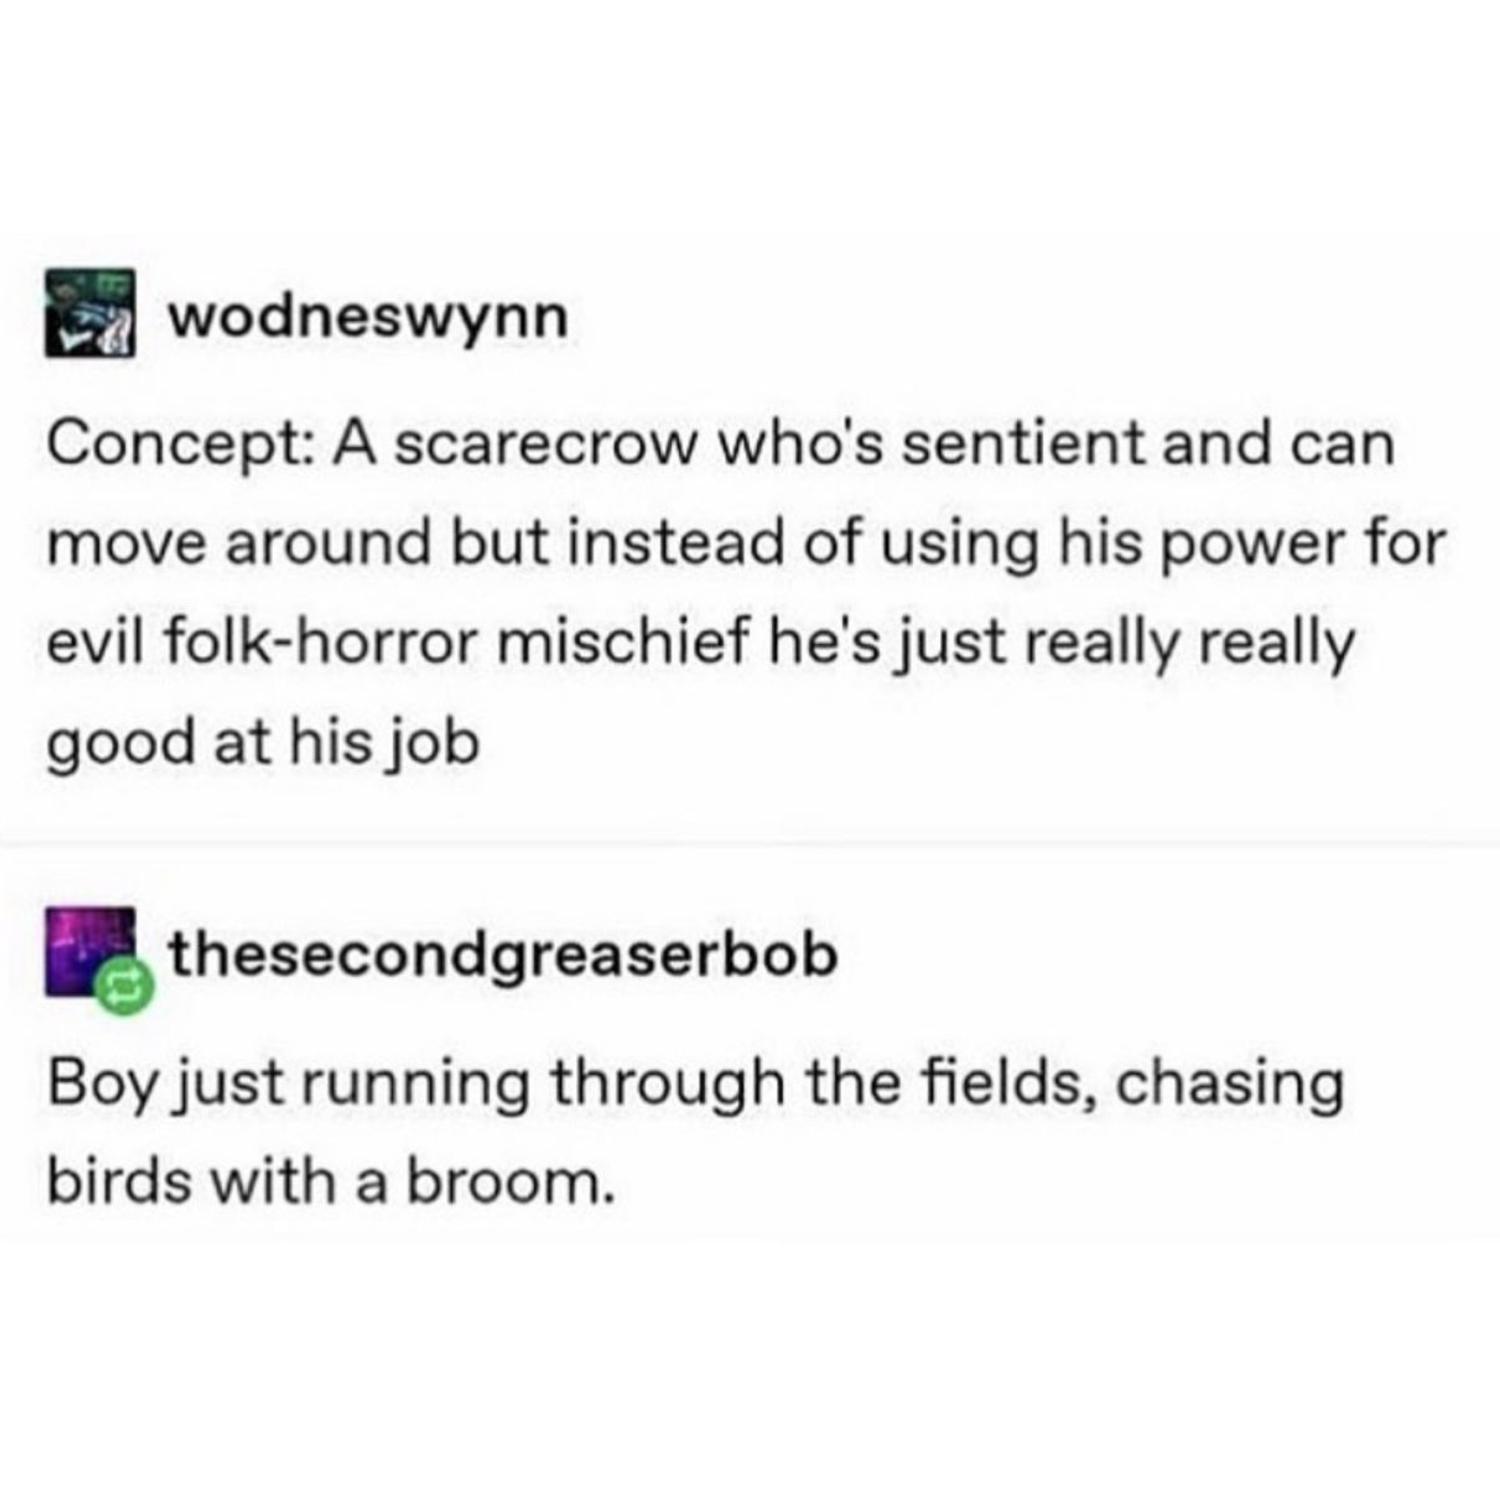 wodneswynn
Concept: A scarecrow who's sentient and can
move around but instead of using his power for
evil folk-horror mischief he's just really really
good at his job
thesecondgreaserbob
Boy just running through the fields, chasing
birds with a broom.